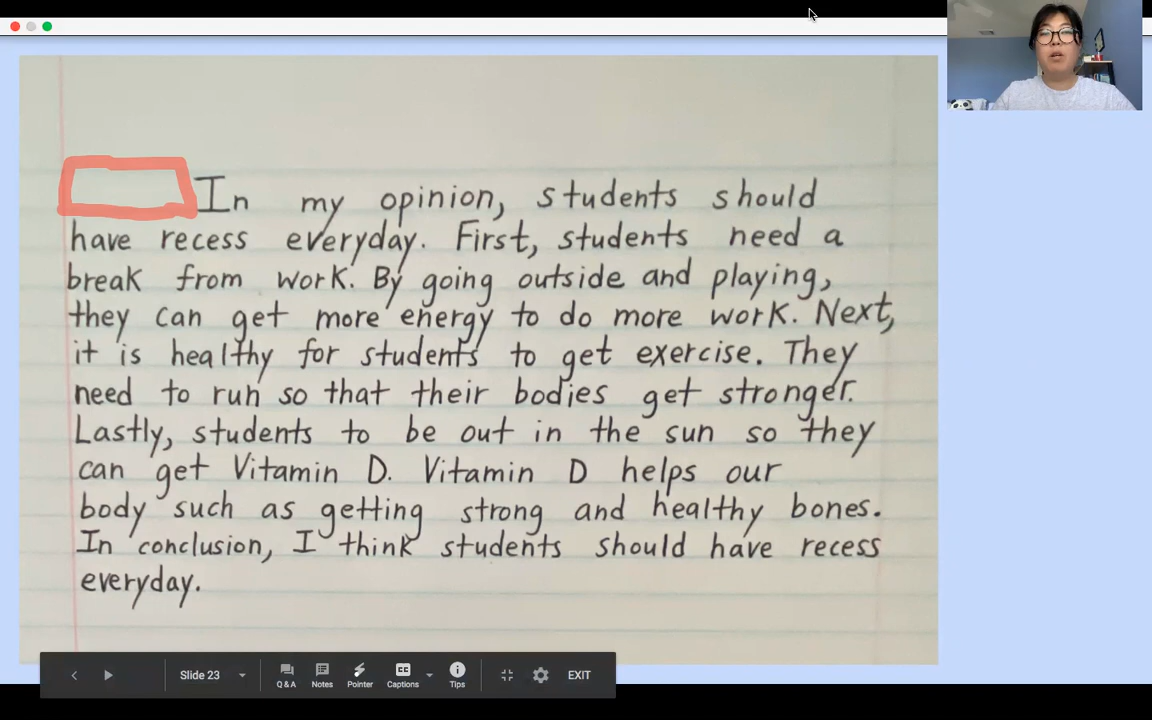 In my opinion, students should
have recess everyday. First, students need a
break from work. By going outside and playing,
they can get more energy to do more work. Next,
it is healthy for students to get exercise. They
need to run so that their bodies get stronger.
Lastly, students to be out in the sun so they
can get Vitamin D. Vitamin D helps our
body such as getting strong and healthy bones.
In conclusion, I think students should have recess
everyday.
Slide 23
Q&A
Notes
Pointer
CC
Captions
Tips
EXIT